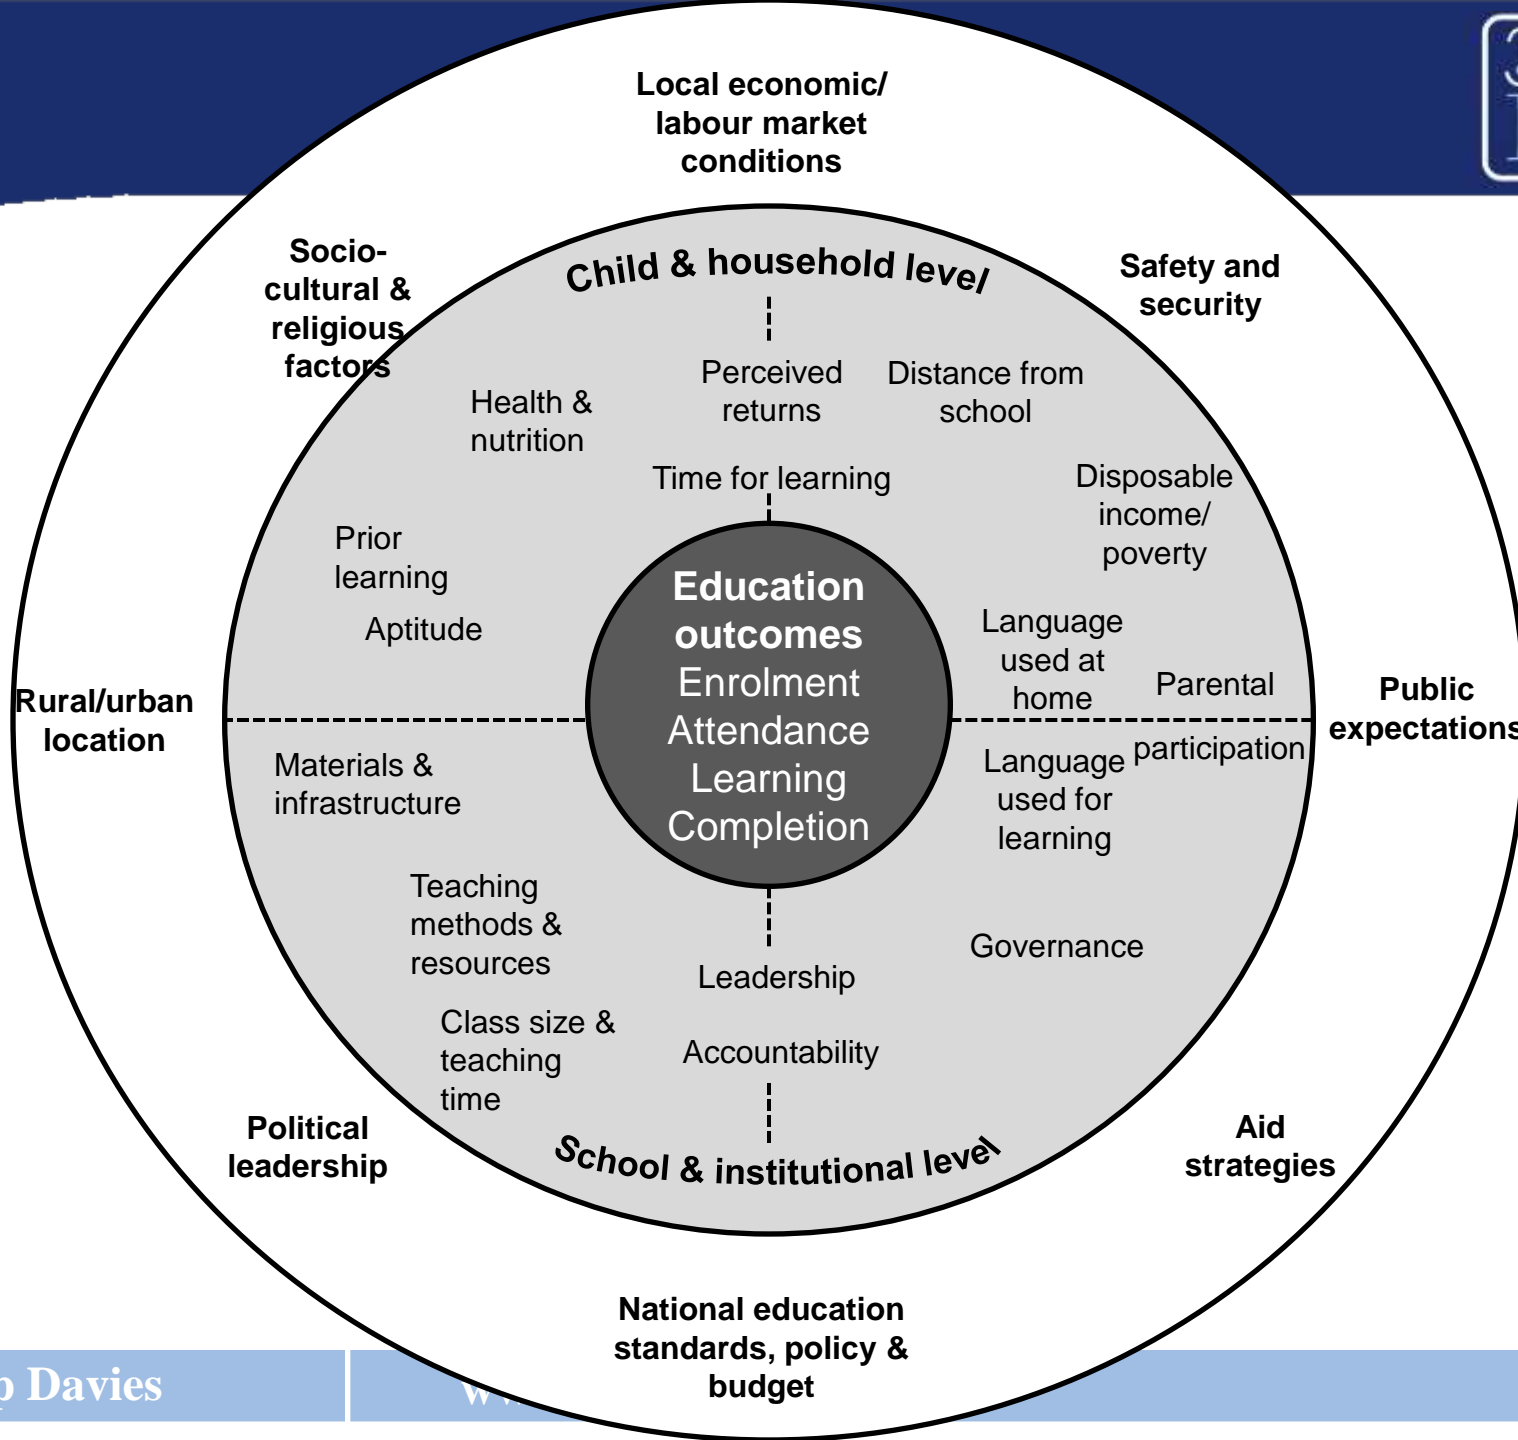 Local economic/
labour market
conditions
Socio-
cultural &
religious
factors
Safety and
security
Child & household level
Perceived
returns
Distance from
school
Health &
nutrition
Time for learning
Disposable
income/
poverty
Prior
learning
Aptitude
Education
outcomes
Enrolment
Attendance
Learning
Completion
Language
used at
home
Parental
participation
Rural/urban
location
Public
expectations
Materials &
infrastructure
Language
used for
learning
Teaching
methods &
resources
Governance
Leadership
Class size &
teaching
time
Accountability
School & institutional level
Political
leadership
Aid
strategies
National education
standards, policy &
budget
Davies